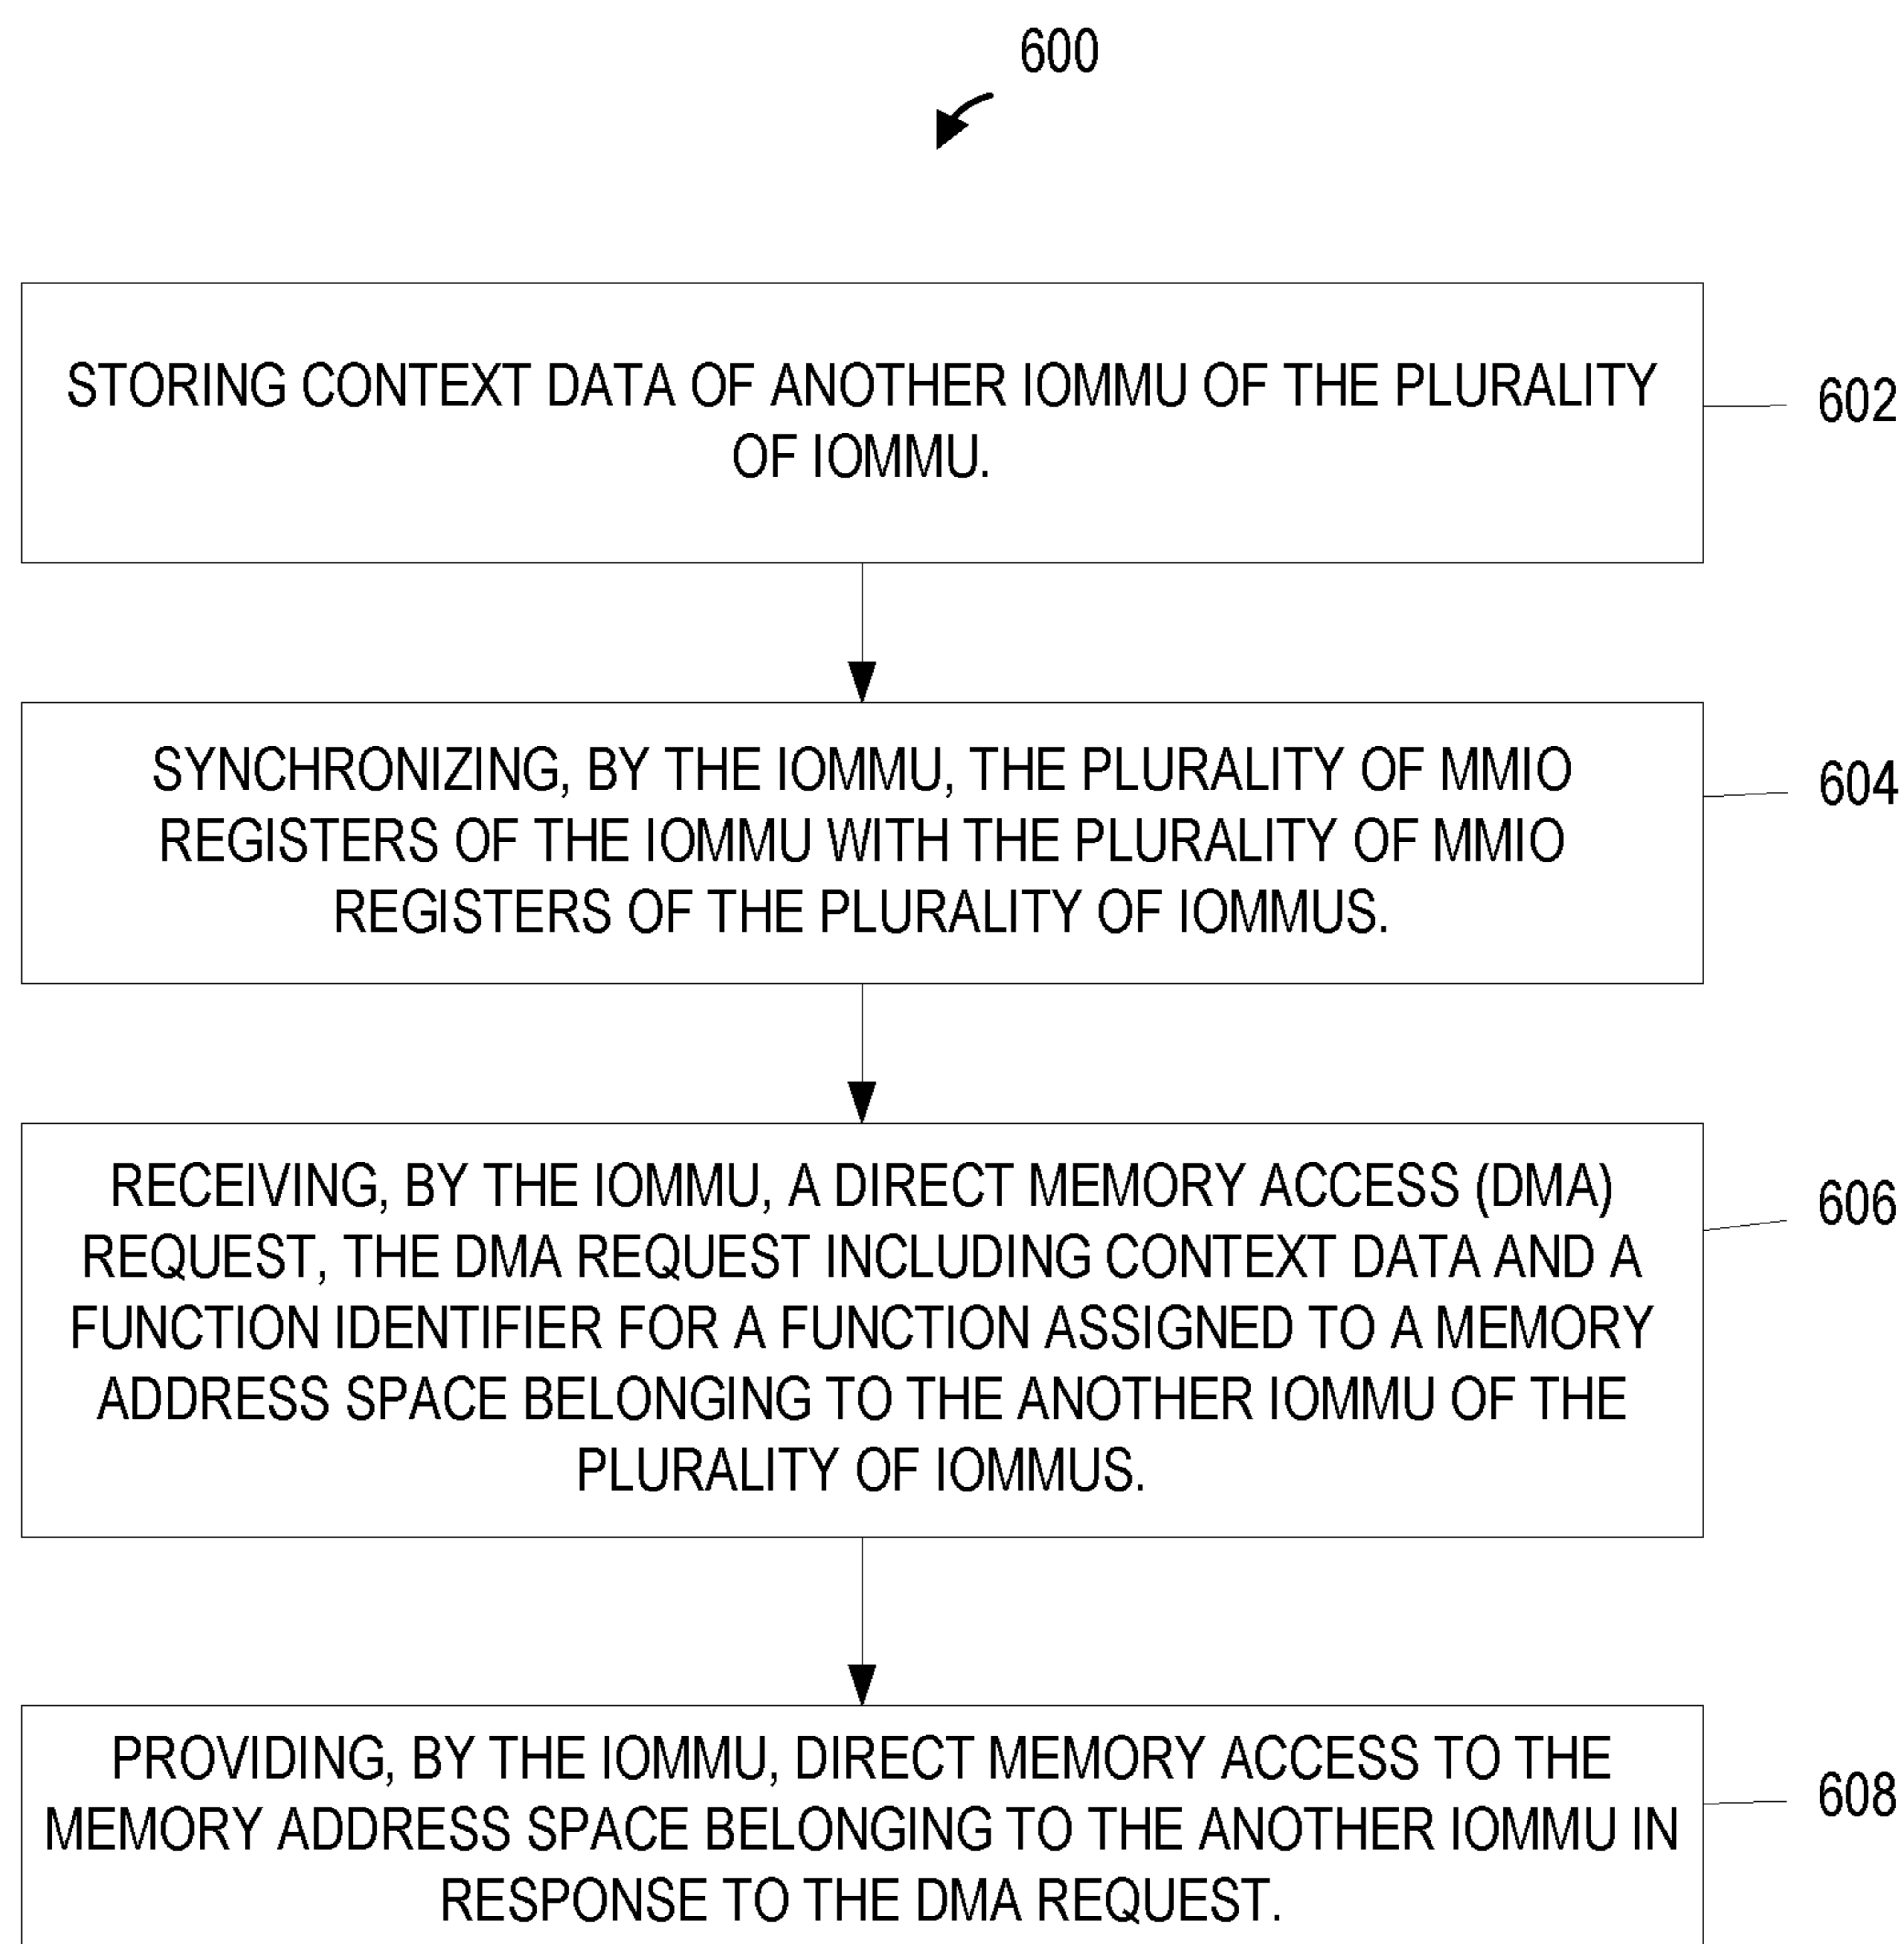 600
STORING CONTEXT DATA OF ANOTHER IOMMU OF THE PLURALITY
OF IOMMU.
602
SYNCHRONIZING, BY THE IOMMU, THE PLURALITY OF MMIO
REGISTERS OF THE IOMMU WITH THE PLURALITY OF MMIO
REGISTERS OF THE PLURALITY OF IOMMUS.
604
RECEIVING, BY THE IOMMU, A DIRECT MEMORY ACCESS (DMA)
REQUEST, THE DMA REQUEST INCLUDING CONTEXT DATA AND A
FUNCTION IDENTIFIER FOR A FUNCTION ASSIGNED TO A MEMORY
ADDRESS SPACE BELONGING TO THE ANOTHER IOMMU OF THE
PLURALITY OF IOMMUS.
606
PROVIDING, BY THE IOMMU, DIRECT MEMORY ACCESS TO THE
MEMORY ADDRESS SPACE BELONGING TO THE ANOTHER IOMMU IN
RESPONSE TO THE DMA REQUEST.
608